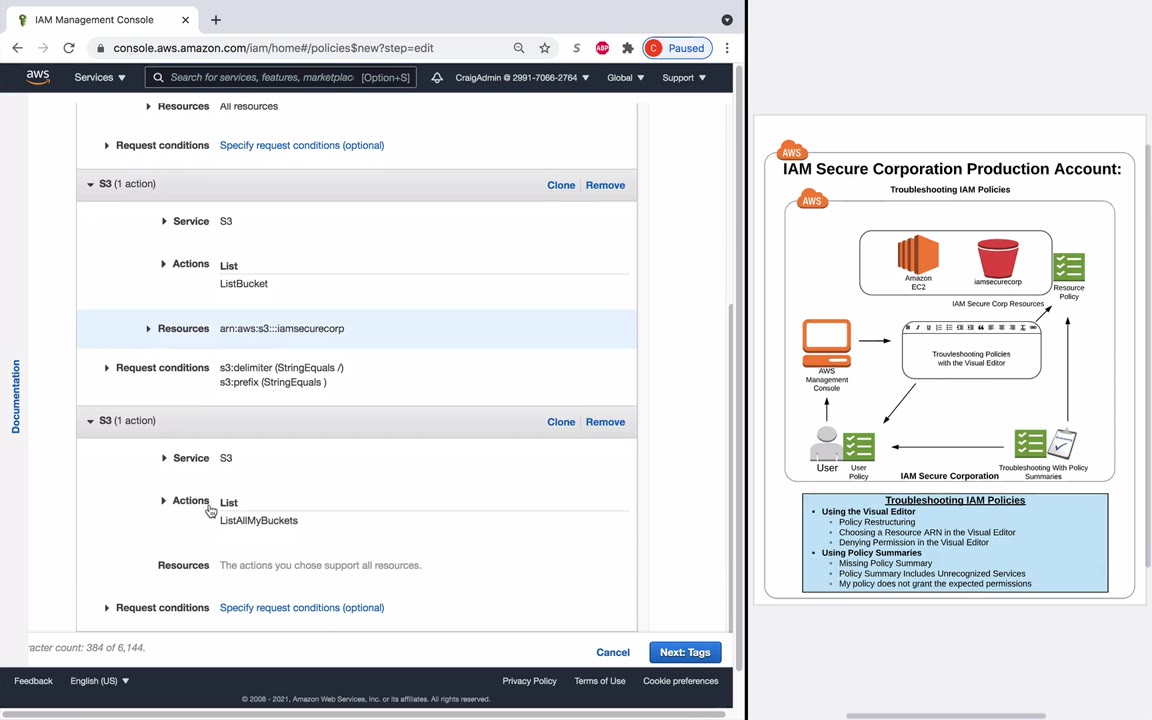 IAM Management Console
console.aws.amazon.com/iam/home#/policies$new?step=edit
S
ABP
C Paused
aws
Services
Search for services, features, marketplac [Option+S]
CraigAdmin @ 2991-7066-2764
Global
Support
Resources All resources
Request conditions Specify request conditions (optional)
S3 (1 action) Clone Remove
Service S3
Actions List
ListBucket
Resources arn:aws:s3:::iamsecurecorp
Request conditions s3:delimiter (StringEquals /)
s3:prefix (StringEquals )
S3 (1 action) Clone Remove
Service S3
Actions List
ListAllMyBuckets
Resources The actions you chose support all resources.
Request conditions Specify request conditions (optional)
Documentation
racter count: 384 of 6,144.
Cancel Next: Tags
Feedback English (US) Privacy Policy Terms of Use Cookie preferences
© 2008 - 2021, Amazon Web Services, Inc. or its affiliates. All rights reserved.
AWS
IAM Secure Corporation Production Account:
Troubleshooting IAM Policies
AWS
Amazon
EC2
iamsecurecorp
Resource
Policy
IAM Secure Corp Resources
Trouvleshooting Policies
with the Visual Editor
AWS
Management
Console
User
User
Policy
IAM Secure Corporation
Troubleshooting With Policy
Summaries
Troubleshooting IAM Policies
Using the Visual Editor
Policy Restructuring
Choosing a Resource ARN in the Visual Editor
Denying Permission in the Visual Editor
Using Policy Summaries
Missing Policy Summary
Policy Summary Includes Unrecognized Services
My policy does not grant the expected permissions